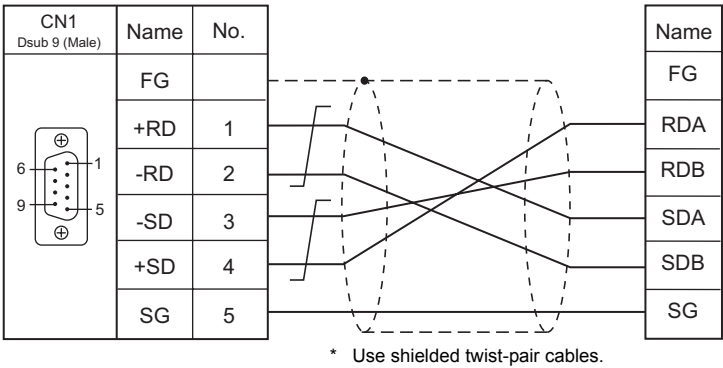 CN1
Dsub 9 (Male)
Name
No.
Name
FG
FG
+RD
1
RDA
-RD
2
RDB
-SD
3
SDA
+SD
4
SDB
SG
5
SG
6
1
9
5
* Use shielded twist-pair cables.